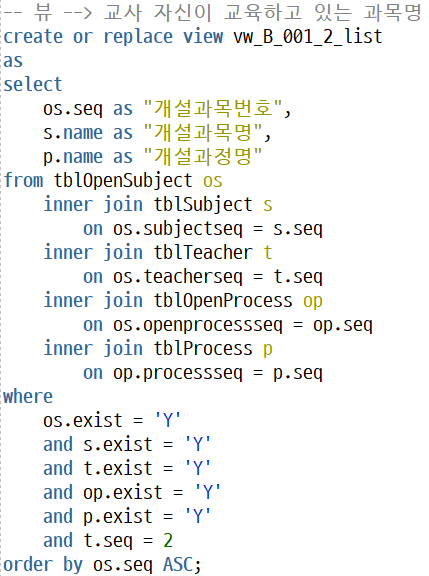 -- 뷰 --> 교사 자신이 교육하고 있는 과목명
create or replace view vw_B_001_2_list
as
select
    os.seq as "개설과목번호",
    s.name as "개설과목명",
    p.name as "개설과정명"
from tblOpenSubject os
    inner join tblSubject s
        on os.subjectseq = s.seq
    inner join tblTeacher t
        on os.teacherseq = t.seq
    inner join tblOpenProcess op
        on os.openprocessseq = op.seq
    inner join tblProcess p
        on op.processseq = p.seq
where
    os.exist = 'Y'
    and s.exist = 'Y'
    and t.exist = 'Y'
    and op.exist = 'Y'
    and p.exist = 'Y'
    and t.seq = 2
order by os.seq ASC;